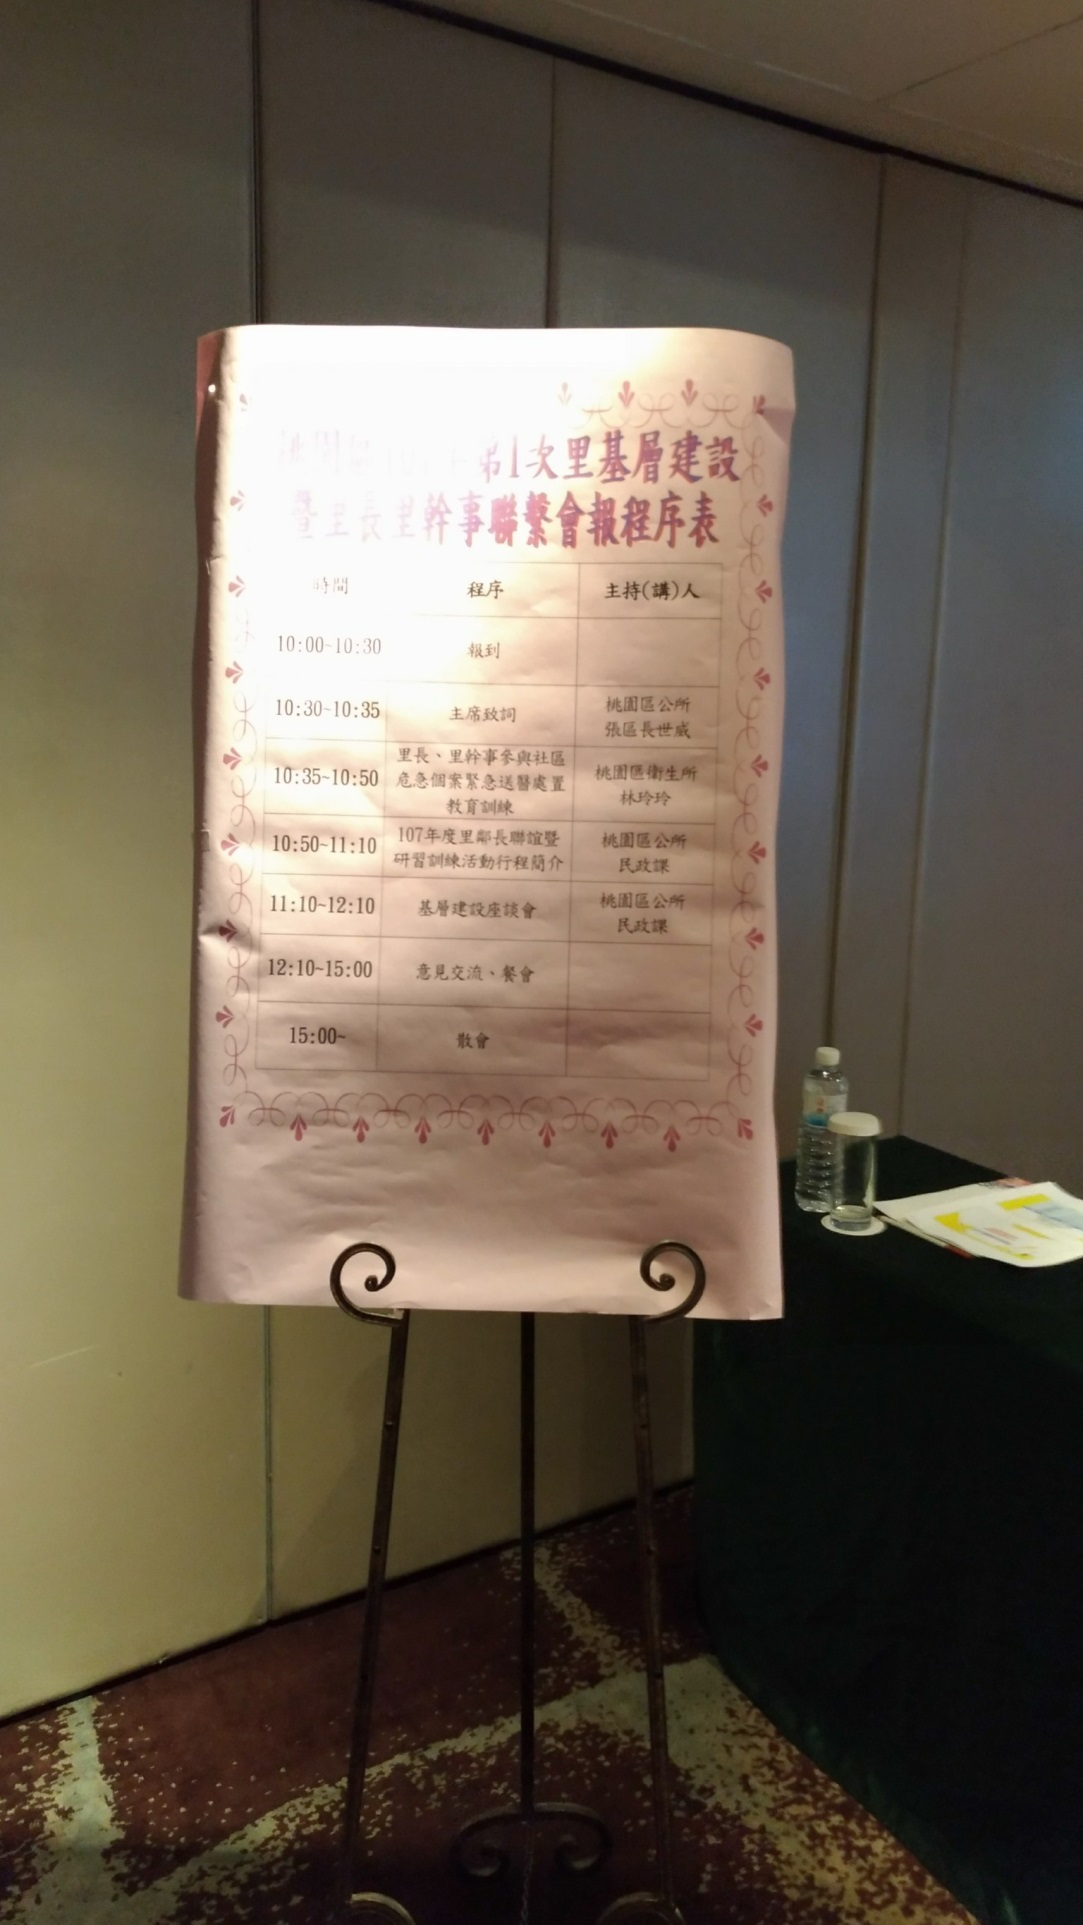 桃園區107年第1次里基層建設
暨里長里幹事聯繫會報程序表
時間 程序 主持(講)人
10:00~10:30 報到
10:30~10:35 主席致詞 桃園區公所
張區長世威
10:35~10:50 里長、里幹事參與社區
危急個案緊急送醫處置
教育訓練
桃園區衛生所
林玲玲
10:50~11:10 107年度里鄰長聯誼暨
研習訓練活動行程簡介
桃園區公所
民政課
11:10~12:10 基層建設座談會 桃園區公所
民政課
12:10~15:00 意見交流、餐會
15:00~ 散會